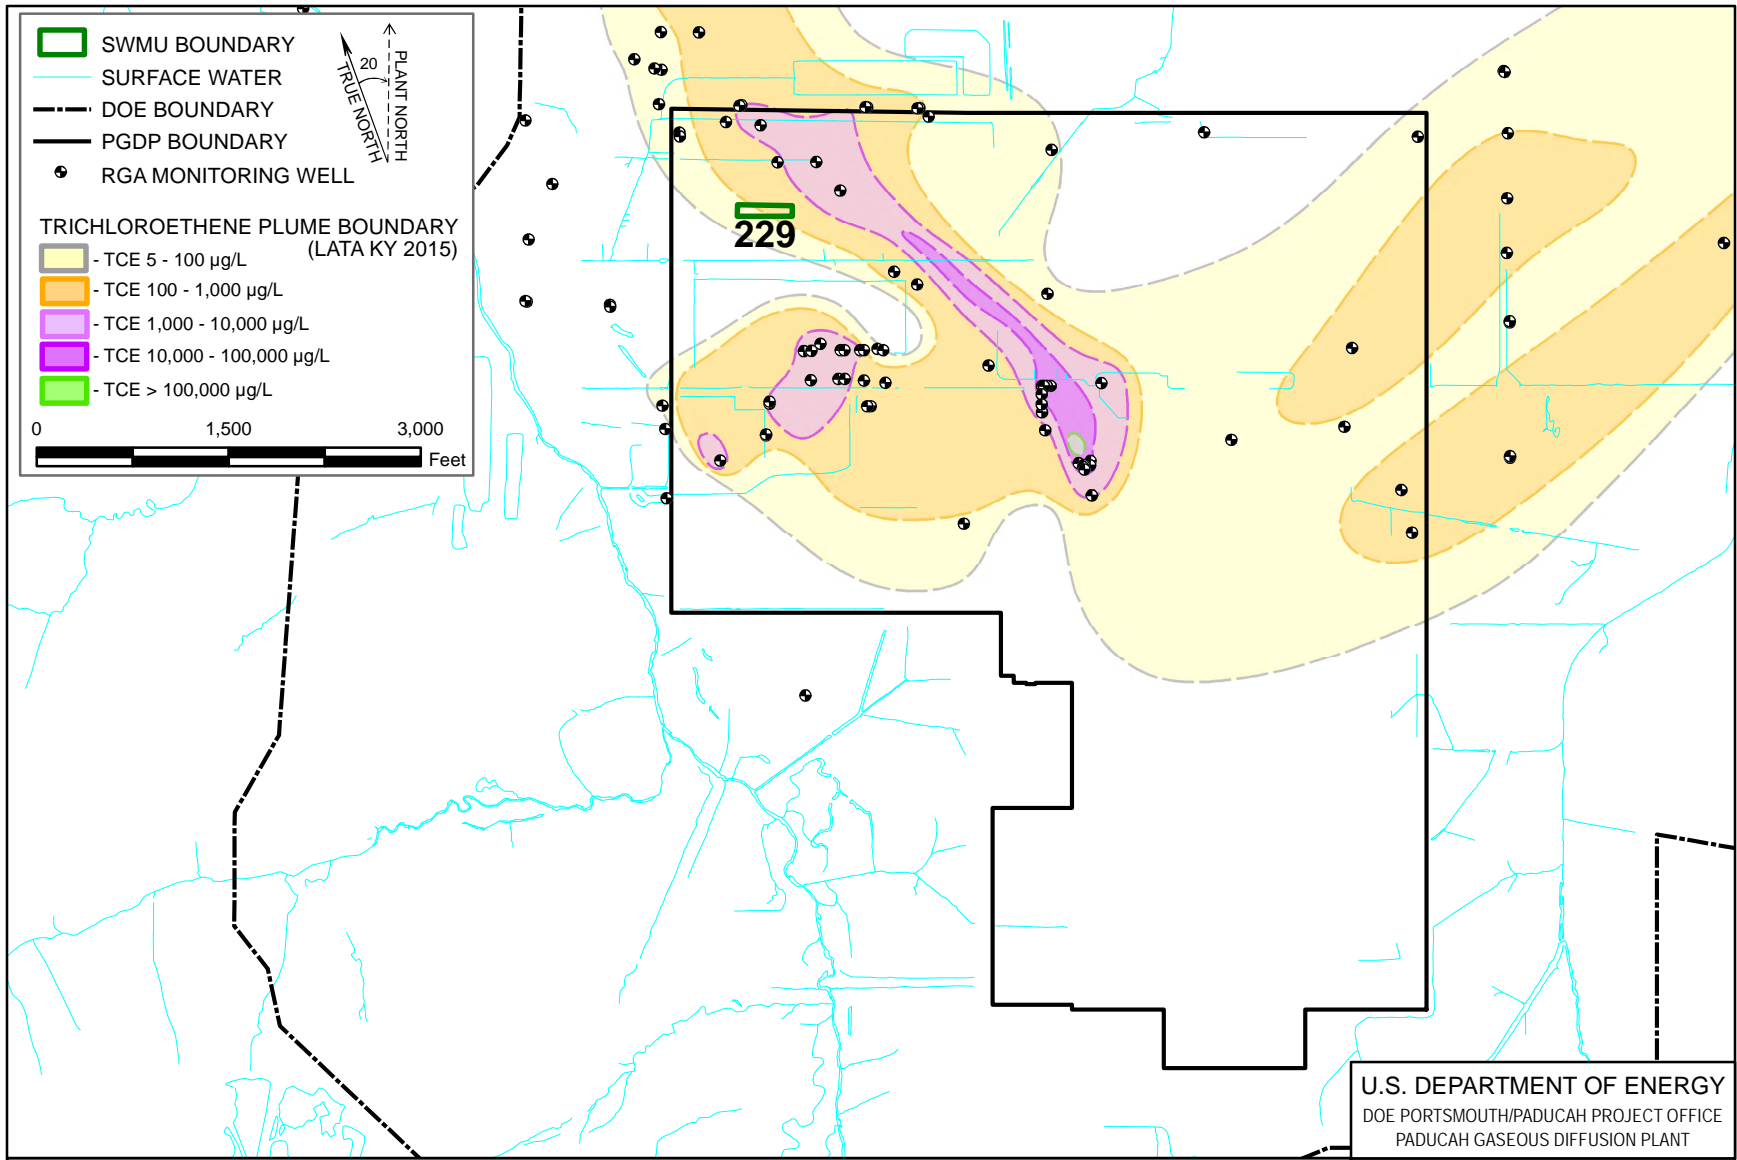 SWMU BOUNDARY
SURFACE WATER
DOE BOUNDARY
PGDP BOUNDARY
RGA MONITORING WELL
20
TRUE NORTH
PLANT NORTH
TRICHLOROETHENE PLUME BOUNDARY
(LATA KY 2015)
- TCE 5 - 100 µg/L
- TCE 100 - 1,000 µg/L
- TCE 1,000 - 10,000 µg/L
- TCE 10,000 - 100,000 µg/L
- TCE > 100,000 µg/L
0 1,500 3,000
Feet
229
U.S. DEPARTMENT OF ENERGY
DOE PORTSMOUTH/PADUCAH PROJECT OFFICE
PADUCAH GASEOUS DIFFUSION PLANT